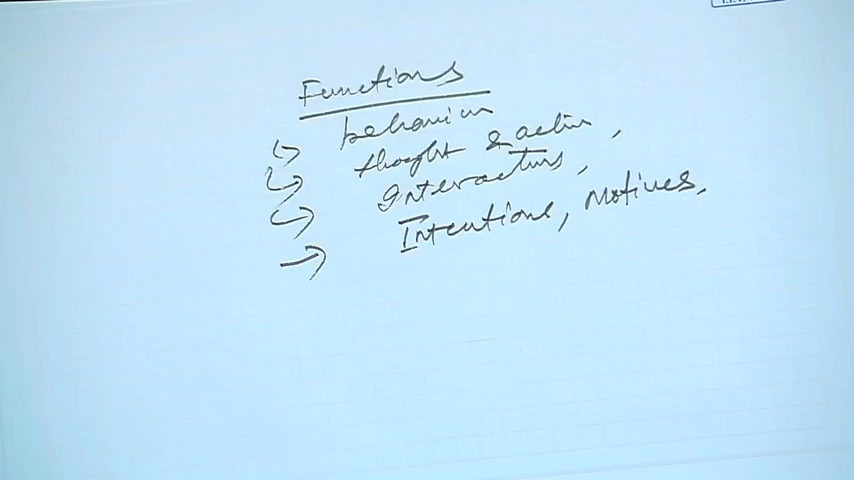 Functions
↳ behaviour
↳ thought & action,
↳ Interactions,
→ Intentions, Motives,